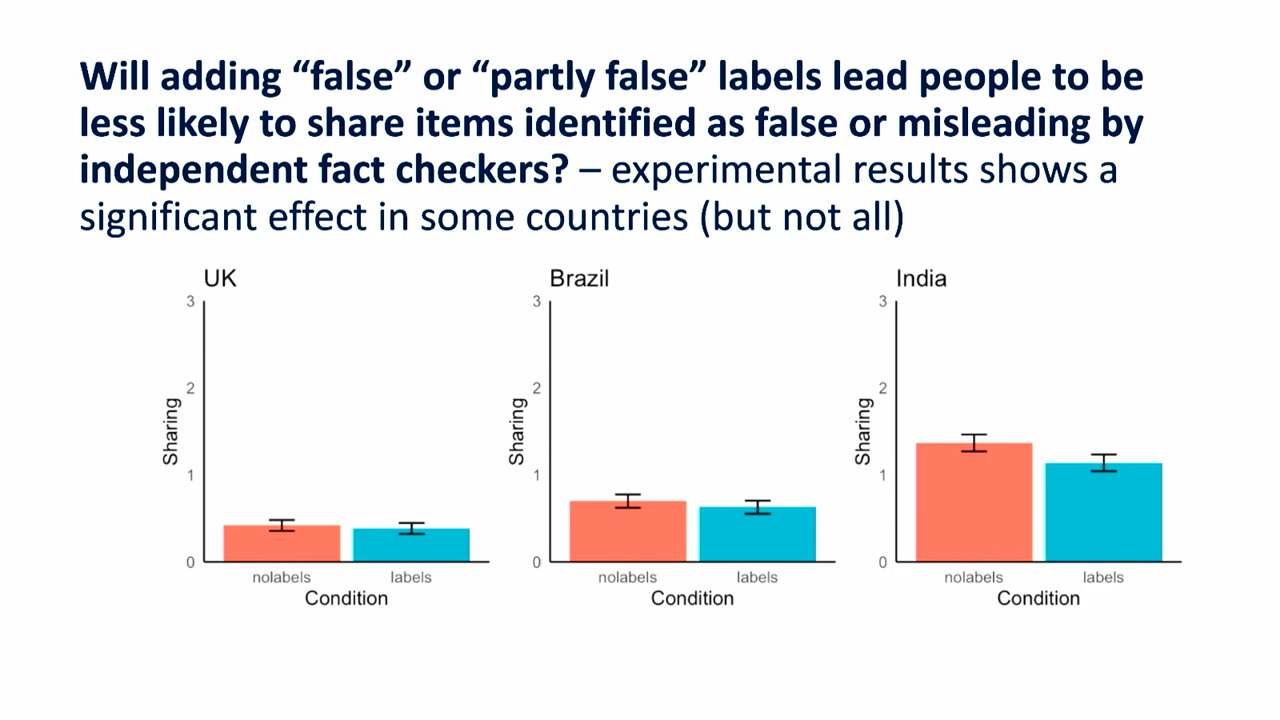 Will adding “false” or “partly false” labels lead people to be
less likely to share items identified as false or misleading by
independent fact checkers? – experimental results shows a
significant effect in some countries (but not all)
UK
3
2
1
0
Sharing
nolabels labels
Condition
Brazil
3
2
1
0
Sharing
nolabels labels
Condition
India
3
2
1
0
Sharing
nolabels labels
Condition